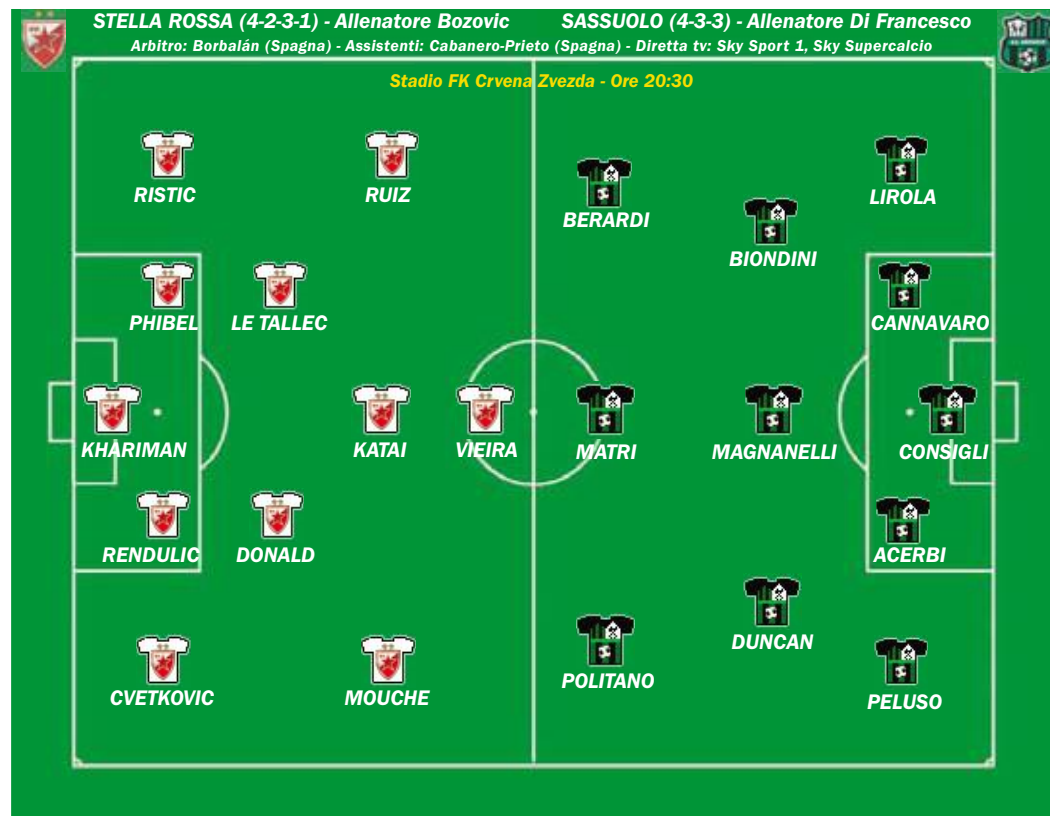 STELLA ROSSA (4-2-3-1) - Allenatore Bozovic SASSUOLO (4-3-3) - Allenatore Di Francesco
Arbitro: Borbalán (Spagna) - Assistenti: Cabanero-Prieto (Spagna) - Diretta tv: Sky Sport 1, Sky Supercalcio
Stadio FK Crvena Zvezda - Ore 20:30
RISTIC RUIZ BERARDI LIROLA
BIONDINI
PHIBEL LE TALLEC CANNAVARO
KHARIMAN KATAI VIEIRA MATRI MAGNANELLI CONSIGLI
RENDULIC DONALD ACERBI
DUNCAN
CVETKOVIC MOUCHE POLITANO PELUSO